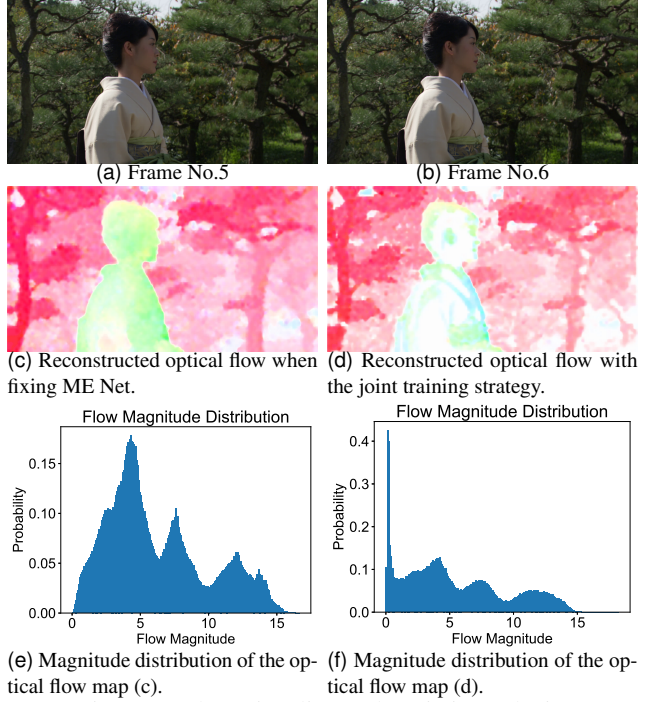 (a) Frame No.5
(b) Frame No.6
(c) Reconstructed optical flow when
fixing ME Net.
(d) Reconstructed optical flow with
the joint training strategy.
Flow Magnitude Distribution
0.15
0.10
0.05
0.00
Probability
0 5 10 15
Flow Magnitude
Flow Magnitude Distribution
0.4
0.3
0.2
0.1
0.0
Probability
0 5 10 15
Flow Magnitude
(e) Magnitude distribution of the op-
tical flow map (c).
(f) Magnitude distribution of the op-
tical flow map (d).